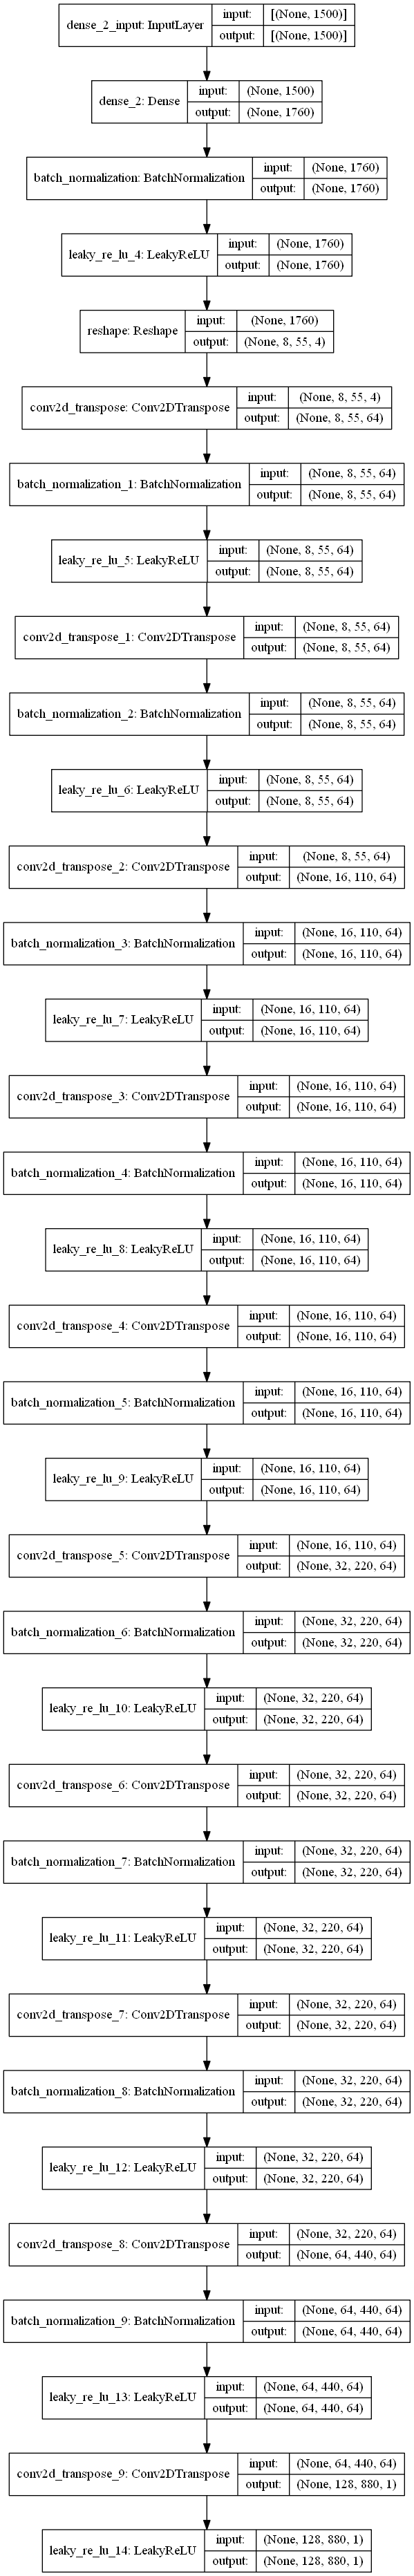 dense_2_input: InputLayer input: [(None, 1500)]
output: [(None, 1500)]
dense_2: Dense input: (None, 1500)
output: (None, 1760)
batch_normalization: BatchNormalization input: (None, 1760)
output: (None, 1760)
leaky_re_lu_4: LeakyReLU input: (None, 1760)
output: (None, 1760)
reshape: Reshape input: (None, 1760)
output: (None, 8, 55, 4)
conv2d_transpose: Conv2DTranspose input: (None, 8, 55, 4)
output: (None, 8, 55, 64)
batch_normalization_1: BatchNormalization input: (None, 8, 55, 64)
output: (None, 8, 55, 64)
leaky_re_lu_5: LeakyReLU input: (None, 8, 55, 64)
output: (None, 8, 55, 64)
conv2d_transpose_1: Conv2DTranspose input: (None, 8, 55, 64)
output: (None, 8, 55, 64)
batch_normalization_2: BatchNormalization input: (None, 8, 55, 64)
output: (None, 8, 55, 64)
leaky_re_lu_6: LeakyReLU input: (None, 8, 55, 64)
output: (None, 8, 55, 64)
conv2d_transpose_2: Conv2DTranspose input: (None, 8, 55, 64)
output: (None, 16, 110, 64)
batch_normalization_3: BatchNormalization input: (None, 16, 110, 64)
output: (None, 16, 110, 64)
leaky_re_lu_7: LeakyReLU input: (None, 16, 110, 64)
output: (None, 16, 110, 64)
conv2d_transpose_3: Conv2DTranspose input: (None, 16, 110, 64)
output: (None, 16, 110, 64)
batch_normalization_4: BatchNormalization input: (None, 16, 110, 64)
output: (None, 16, 110, 64)
leaky_re_lu_8: LeakyReLU input: (None, 16, 110, 64)
output: (None, 16, 110, 64)
conv2d_transpose_4: Conv2DTranspose input: (None, 16, 110, 64)
output: (None, 16, 110, 64)
batch_normalization_5: BatchNormalization input: (None, 16, 110, 64)
output: (None, 16, 110, 64)
leaky_re_lu_9: LeakyReLU input: (None, 16, 110, 64)
output: (None, 16, 110, 64)
conv2d_transpose_5: Conv2DTranspose input: (None, 16, 110, 64)
output: (None, 32, 220, 64)
batch_normalization_6: BatchNormalization input: (None, 32, 220, 64)
output: (None, 32, 220, 64)
leaky_re_lu_10: LeakyReLU input: (None, 32, 220, 64)
output: (None, 32, 220, 64)
conv2d_transpose_6: Conv2DTranspose input: (None, 32, 220, 64)
output: (None, 32, 220, 64)
batch_normalization_7: BatchNormalization input: (None, 32, 220, 64)
output: (None, 32, 220, 64)
leaky_re_lu_11: LeakyReLU input: (None, 32, 220, 64)
output: (None, 32, 220, 64)
conv2d_transpose_7: Conv2DTranspose input: (None, 32, 220, 64)
output: (None, 32, 220, 64)
batch_normalization_8: BatchNormalization input: (None, 32, 220, 64)
output: (None, 32, 220, 64)
leaky_re_lu_12: LeakyReLU input: (None, 32, 220, 64)
output: (None, 32, 220, 64)
conv2d_transpose_8: Conv2DTranspose input: (None, 32, 220, 64)
output: (None, 64, 440, 64)
batch_normalization_9: BatchNormalization input: (None, 64, 440, 64)
output: (None, 64, 440, 64)
leaky_re_lu_13: LeakyReLU input: (None, 64, 440, 64)
output: (None, 64, 440, 64)
conv2d_transpose_9: Conv2DTranspose input: (None, 64, 440, 64)
output: (None, 128, 880, 1)
leaky_re_lu_14: LeakyReLU input: (None, 128, 880, 1)
output: (None, 128, 880, 1)